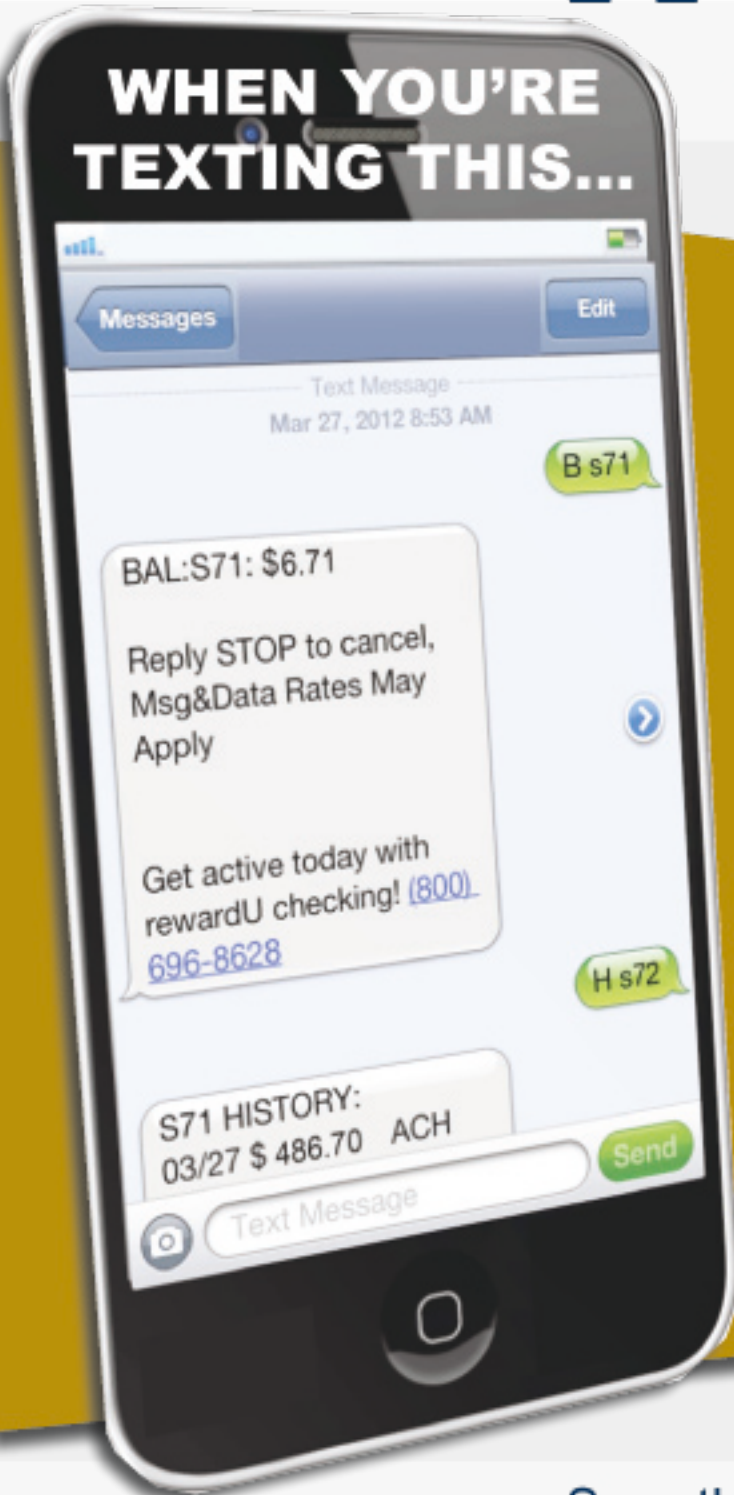 WHEN YOU'RE
TEXTING THIS...
Messages
Edit
Text Message
Mar 27, 2012 8:53 AM
B s71
BAL:S71: $6.71
Reply STOP to cancel,
Msg&Data Rates May
Apply
Get active today with
rewardU checking! (800)
696-8628
H s72
S71 HISTORY:
03/27 $ 486.70 ACH
Text Message
Send